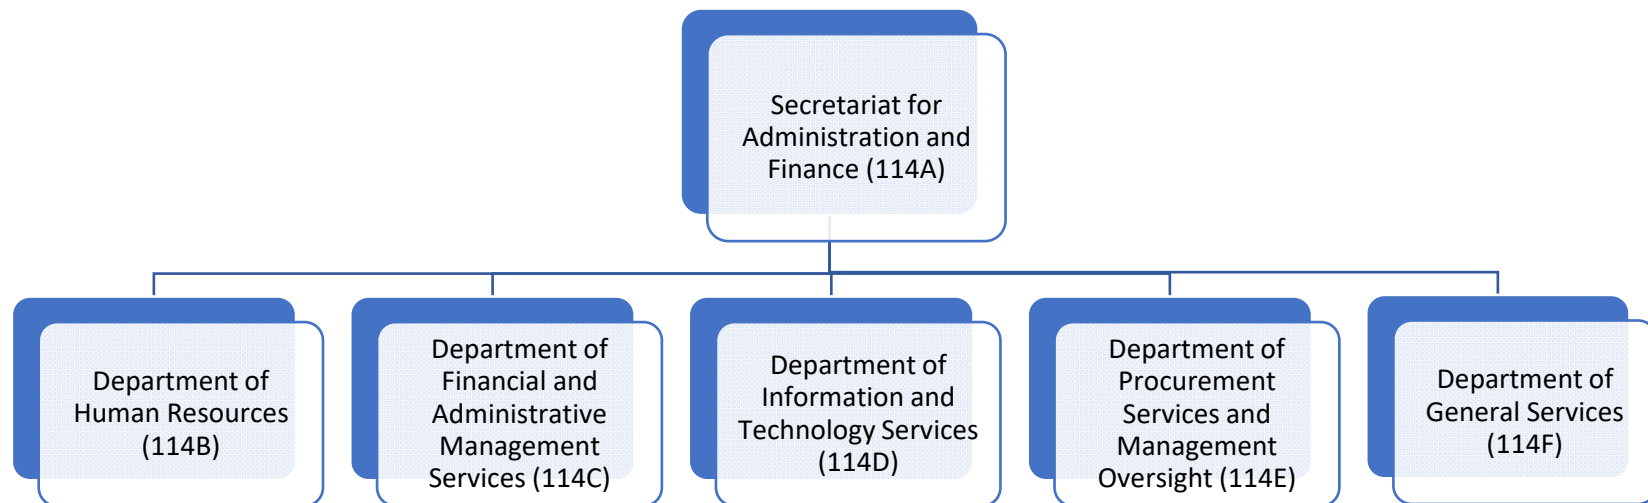 Secretariat for
Administration and
Finance (114A)
Department of
Human Resources
(114B)
Department of
Financial and
Administrative
Management
Services (114C)
Department of
Information and
Technology Services
(114D)
Department of
Procurement
Services and
Management
Oversight (114E)
Department of
General Services
(114F)